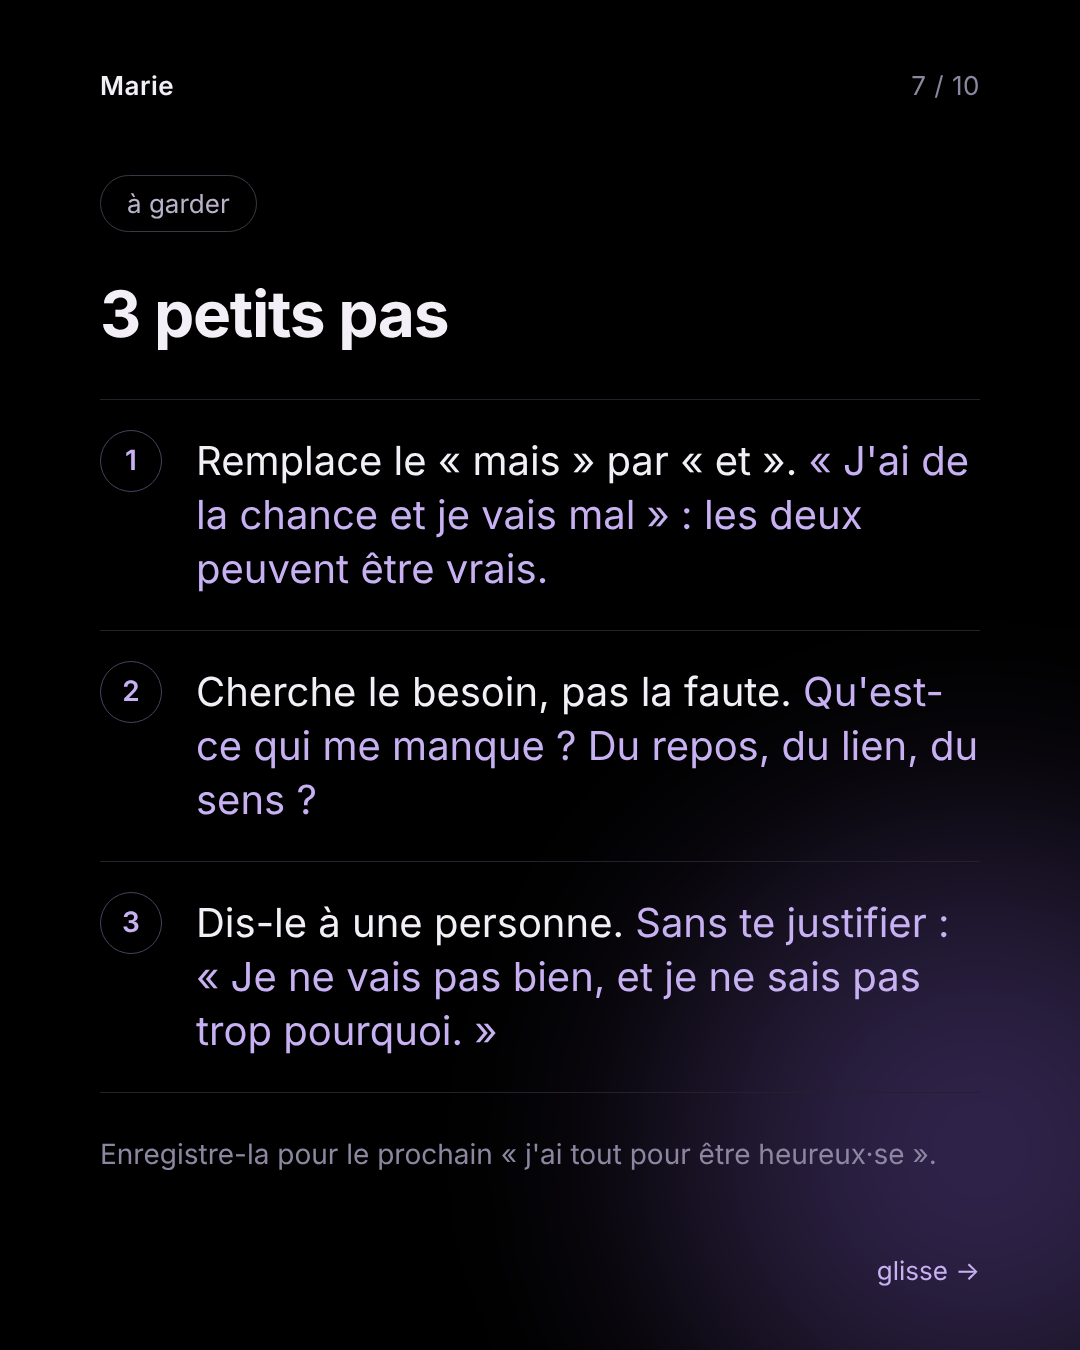 Marie
7 / 10
à garder
3 petits pas
1
Remplace le « mais » par « et ». « J'ai de
la chance et je vais mal » : les deux
peuvent être vrais.
2
Cherche le besoin, pas la faute. Qu'est-
ce qui me manque ? Du repos, du lien, du
sens ?
3
Dis-le à une personne. Sans te justifier :
« Je ne vais pas bien, et je ne sais pas
trop pourquoi. »
Enregistre-la pour le prochain « j'ai tout pour être heureux·se ».
glisse →